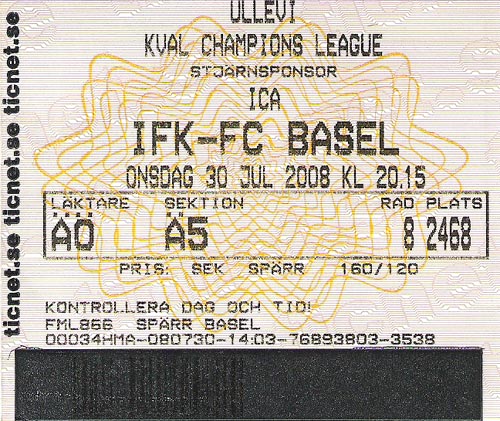 ULLEVI
KVAL CHAMPIONS LEAGUE
STJÄRNSPONSOR
ICA
IFK-FC BASEL
ONSDAG 30 JUL 2008 KL 20.15
LÄKTARE SEKTION RAD PLATS
ÄO Ä5 8 2468
PRIS: SEK SPÄRR 160/120
KONTROLLERA DAG OCH TID!
FML866 SPÄRR BASEL
00034HMA-080730-14:03-76893803-3538
ticnet.se ticnet.se ticnet.se